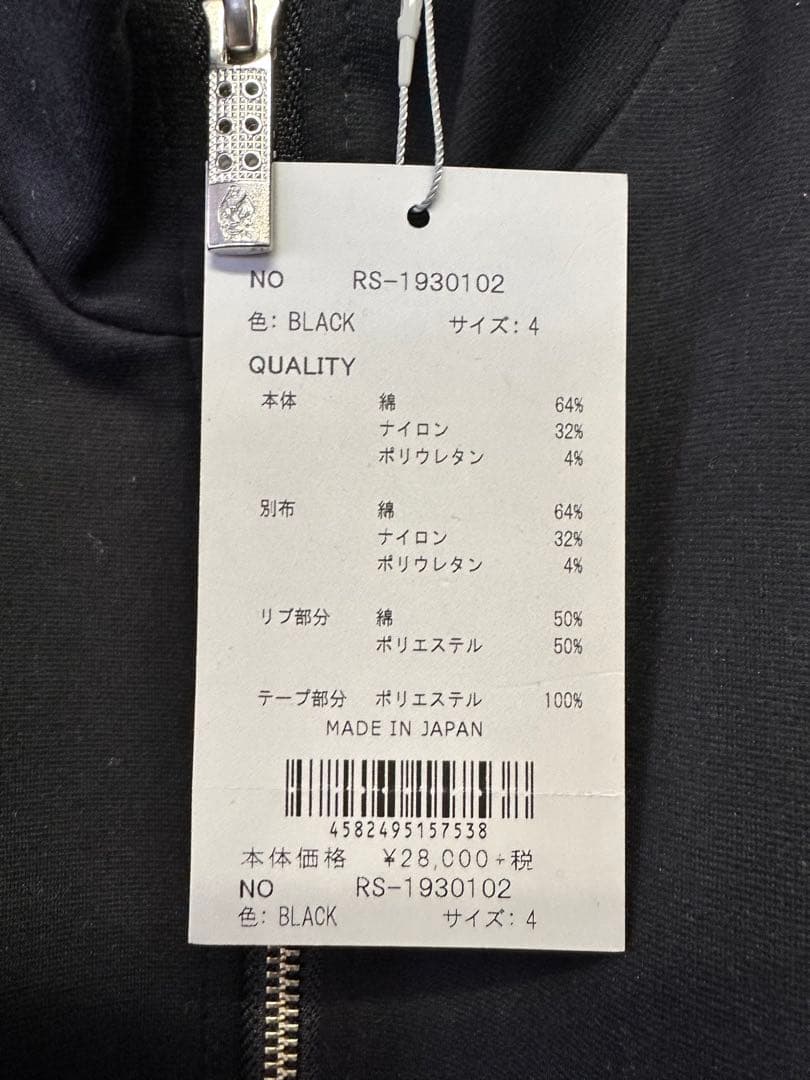 NO RS-1930102
色: BLACK サイズ: 4
QUALITY
本体 綿 64%
ナイロン 32%
ポリウレタン 4%
別布 綿 64%
ナイロン 32%
ポリウレタン 4%
リブ部分 綿 50%
ポリエステル 50%
テープ部分 ポリエステル 100%
MADE IN JAPAN
4582495157538
本体価格 ¥28,000+税
NO RS-1930102
色: BLACK サイズ: 4